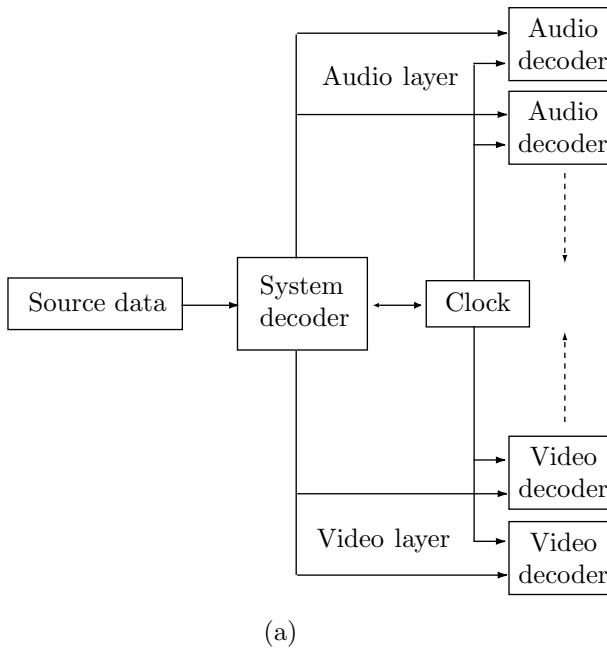 Audio
decoder
Audio layer
Audio
decoder
Source data
System
decoder
Clock
Video
decoder
Video layer
Video
decoder
(a)